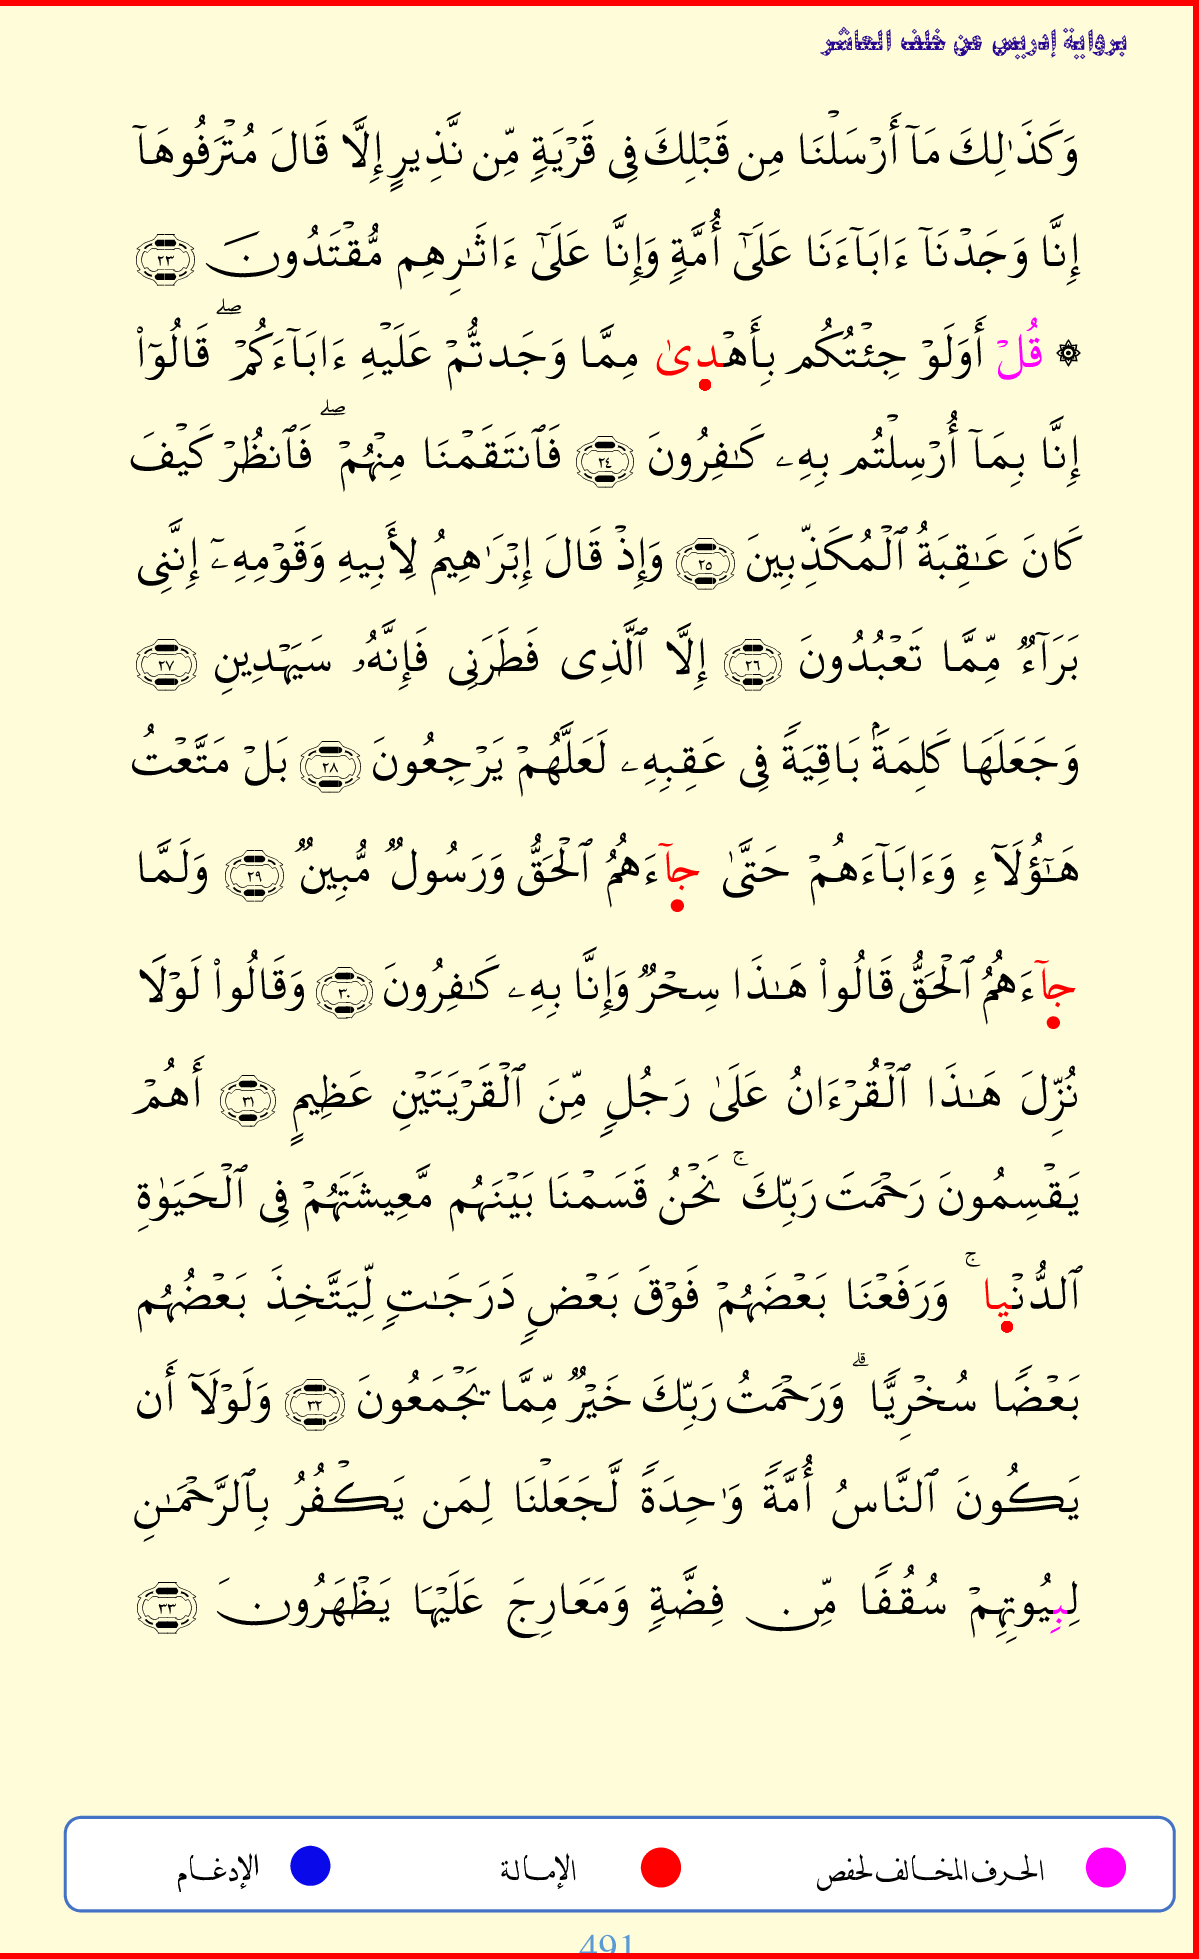 برواية إدريس عن خلف العاشر
وَكَذَٰلِكَ مَآ أَرۡسَلۡنَا مِن قَبۡلِكَ فِى قَرۡيَةٍ مِّن نَّذِيرٍ إِلَّا قَالَ مُتۡرَفُوهَآ
إِنَّا وَجَدۡنَآ ءَابَآءَنَا عَلَىٰٓ أُمَّةٍ وَإِنَّا عَلَىٰٓ ءَاثَـٰرِهِم مُّقۡتَدُونَ ٢٣
۞ قُلۡ أَوَلَوۡ جِئۡتُكُم بِأَهۡدِىٰ مِمَّا وَجَدتُّمۡ عَلَيۡهِ ءَابَآءَكُمۡۖ قَالُوٓاْ
إِنَّا بِمَآ أُرۡسِلۡتُم بِهِۦ كَـٰفِرُونَ ٢٤ فَٱنتَقَمۡنَا مِنۡهُمۡۖ فَٱنظُرۡ كَيۡفَ
كَانَ عَـٰقِبَةُ ٱلۡمُكَذِّبِينَ ٢٥ وَإِذۡ قَالَ إِبۡرَٰهِيمُ لِأَبِيهِ وَقَوۡمِهِۦٓ إِنَّنِى
بَرَآءٌ مِّمَّا تَعۡبُدُونَ ٢٦ إِلَّا ٱلَّذِى فَطَرَنِى فَإِنَّهُۥ سَيَهۡدِينِ ٢٧
وَجَعَلَهَا كَلِمَةَۢ بَاقِيَةً فِى عَقِبِهِۦ لَعَلَّهُمۡ يَرۡجِعُونَ ٢٨ بَلۡ مَتَّعۡتُ
هَـٰٓؤُلَآءِ وَءَابَآءَهُمۡ حَتَّىٰ جآءَهُمُ ٱلۡحَقُّ وَرَسُولٌ مُّبِينٌ ٢٩ وَلَمَّا
جآءَهُمُ ٱلۡحَقُّ قَالُواْ هَـٰذَا سِحۡرٌ وَإِنَّا بِهِۦ كَـٰفِرُونَ ٣٠ وَقَالُواْ لَوۡلَا
نُزِّلَ هَـٰذَا ٱلۡقُرۡءَانُ عَلَىٰ رَجُلٍ مِّنَ ٱلۡقَرۡيَتَيۡنِ عَظِيمٍ ٣١ أَهُمۡ
يَقۡسِمُونَ رَحۡمَتَ رَبِّكَۚ نَحۡنُ قَسَمۡنَا بَيۡنَهُم مَّعِيشَتَهُمۡ فِى ٱلۡحَيَوٰةِ
ٱلدُّنۡياۚ وَرَفَعۡنَا بَعۡضَهُمۡ فَوۡقَ بَعۡضٍ دَرَجَـٰتٍ لِّيَتَّخِذَ بَعۡضُهُم
بَعۡضًا سُخۡرِيًّاۗ وَرَحۡمَتُ رَبِّكَ خَيۡرٌ مِّمَّا يَجۡمَعُونَ ٣٢ وَلَوۡلَآ أَن
يَكُونَ ٱلنَّاسُ أُمَّةً وَٰحِدَةً لَّجَعَلۡنَا لِمَن يَكۡفُرُ بِٱلرَّحۡمَـٰنِ
لِبِيُوتِهِمۡ سُقُفًا مِّن فِضَّةٍ وَمَعَارِجَ عَلَيۡهَا يَظۡهَرُونَ ٣٣
الحرف المخالف لحفص الإمالة الإدغام
491